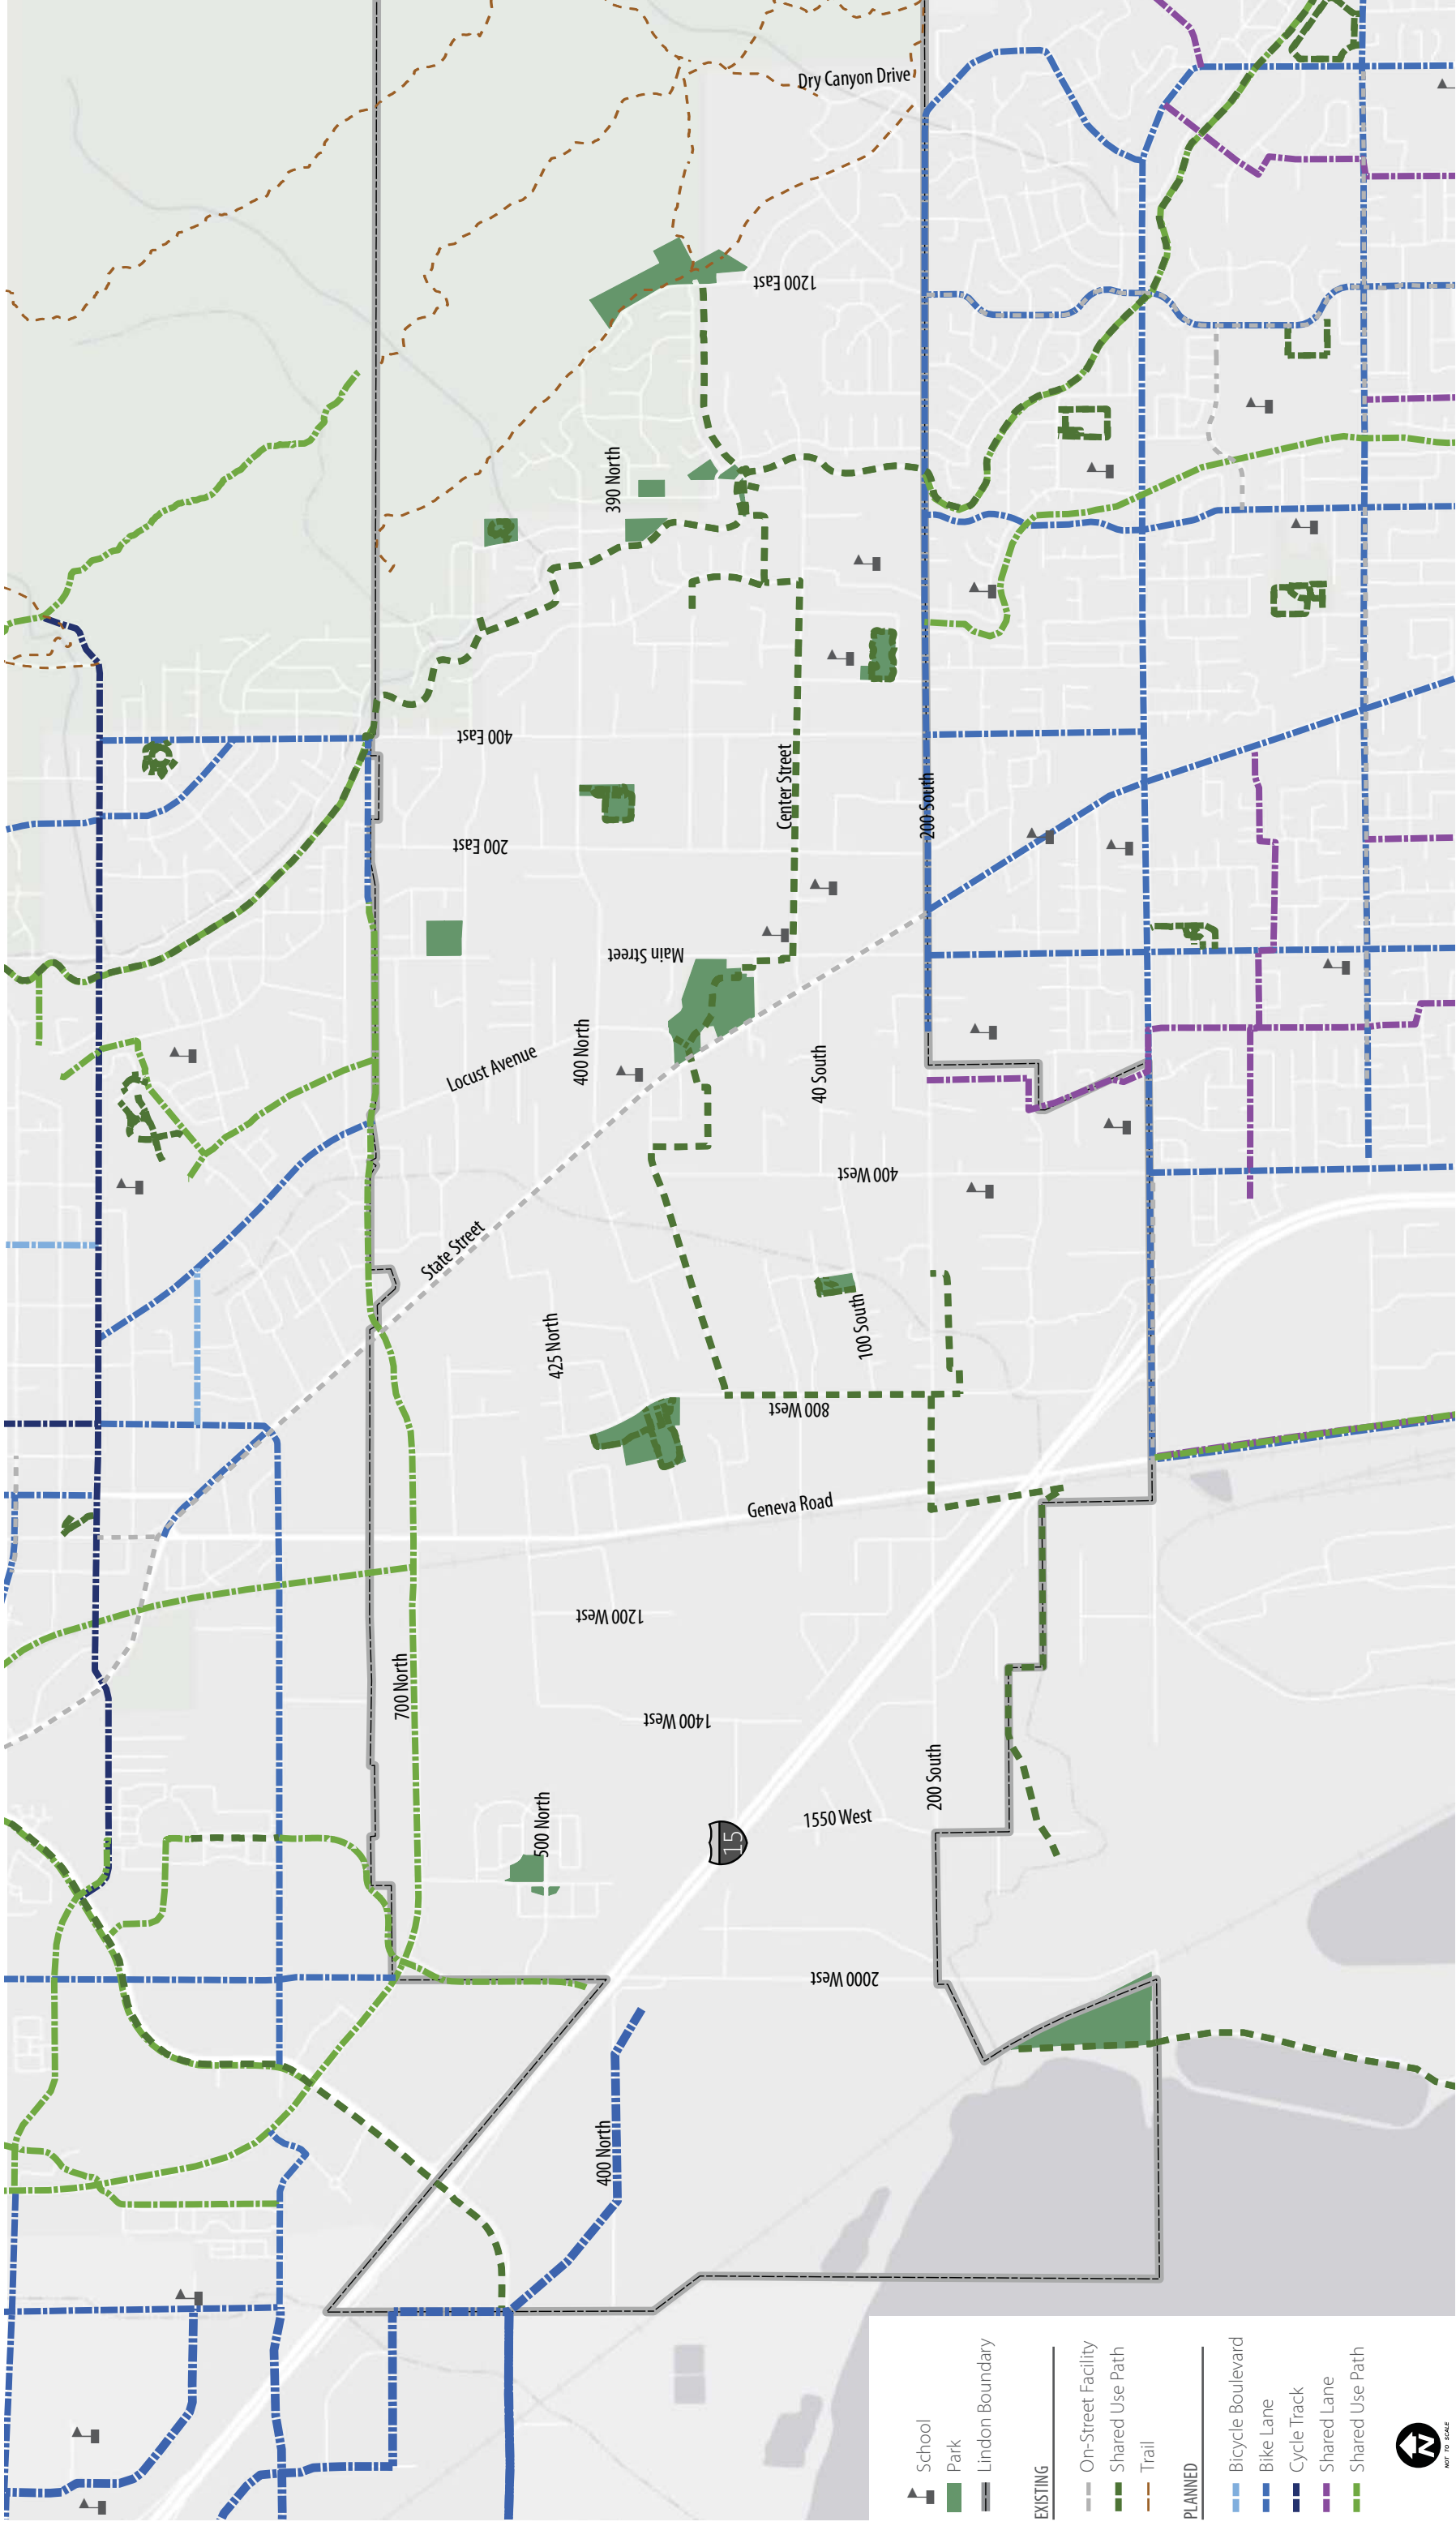 Dry Canyon Drive
1200 East
390 North
400 East
Center Street
200 South
200 East
Main Street
400 North
Locust Avenue
40 South
400 West
State Street
425 North
100 South
800 West
Geneva Road
1200 West
700 North
1400 West
200 South
500 North
1550 West
15
2000 West
400 North
School
Park
Lindon Boundary
EXISTING
On-Street Facility
Shared Use Path
Trail
PLANNED
Bicycle Boulevard
Bike Lane
Cycle Track
Shared Lane
Shared Use Path
N
NOT TO SCALE